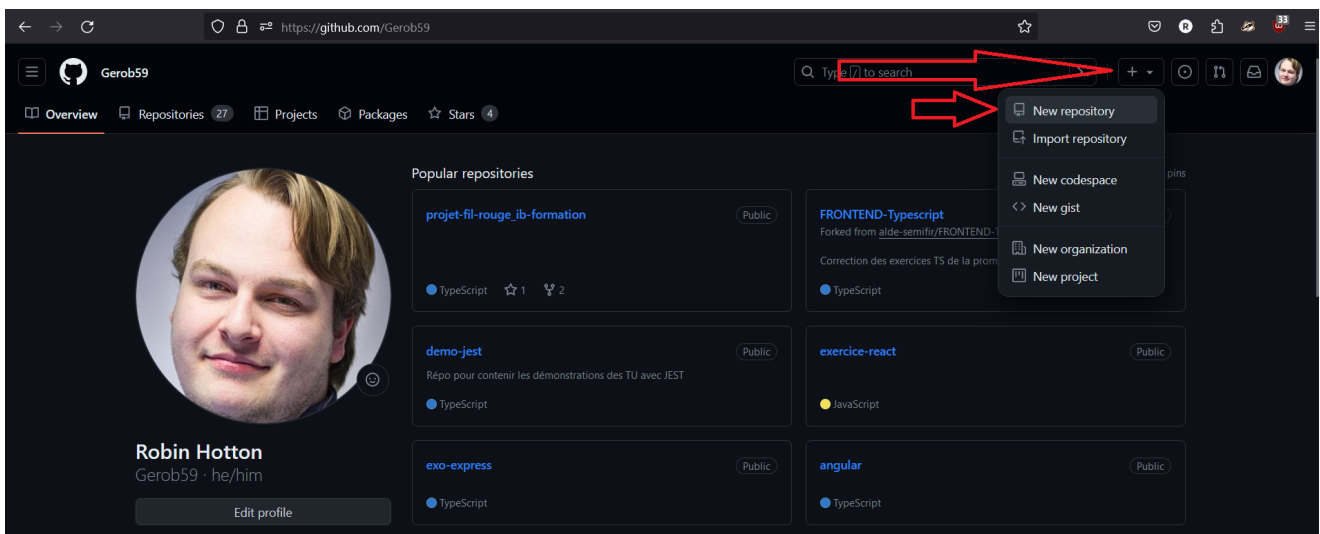 https://github.com/Gerob59
33
R
Gerob59
Type / to search
Overview
Repositories 27
Projects
Packages
Stars 4
New repository
Import repository
New codespace
New gist
New organization
New project
Popular repositories
pins
projet-fil-rouge_ib-formation
Public
TypeScript 1 2
FRONTEND-Typescript
Forked from alde-semifir/FRONTEND-
Correction des exercices TS de la prom
TypeScript
demo-jest
Public
Répo pour contenir les démonstrations des TU avec JEST
TypeScript
exercice-react
Public
JavaScript
Robin Hotton
Gerob59 · he/him
Edit profile
exo-express
Public
TypeScript
angular
Public
TypeScript